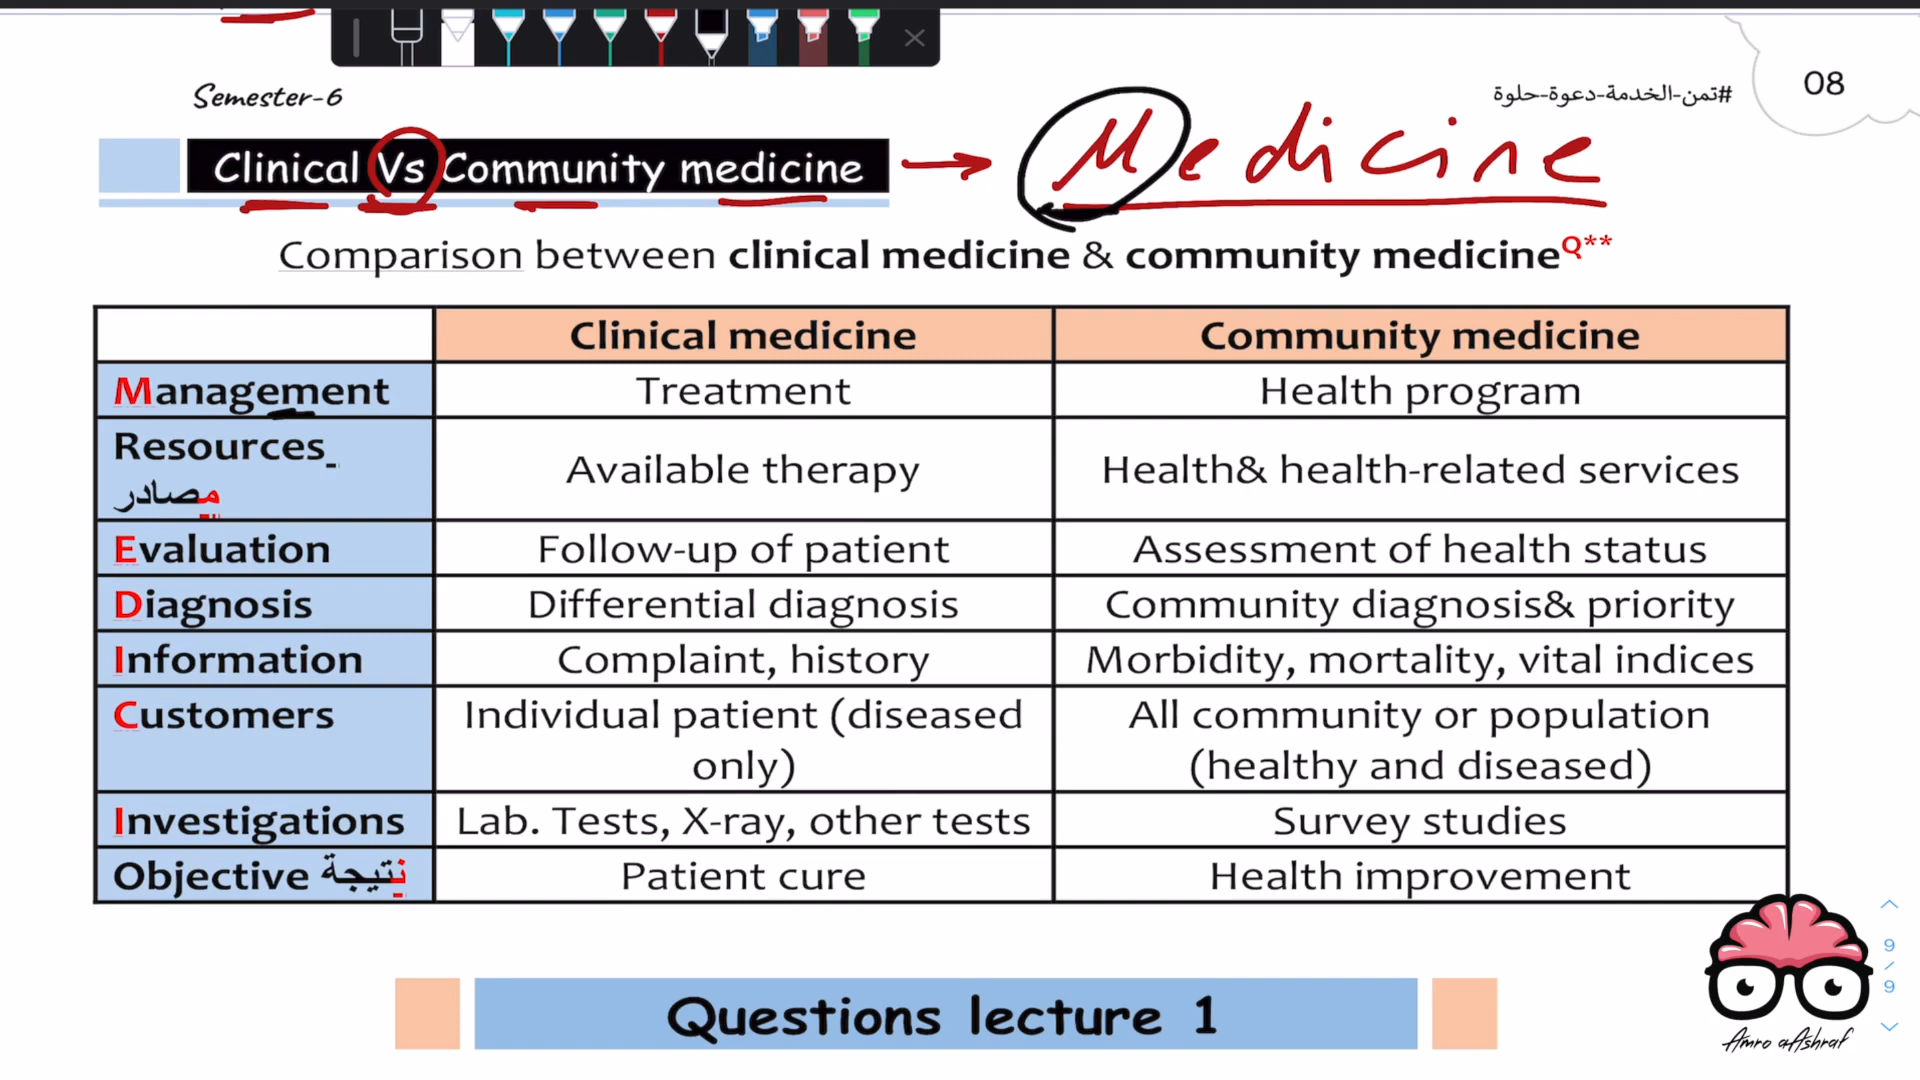 Semester-6
#تمن-الخدمة-دعوة-حلوة
08
Clinical Vs Community medicine
Medicine
Comparison between clinical medicine & community medicine Q**
Clinical medicine
Community medicine
Management
Treatment
Health program
Resources
مصادر
Available therapy
Health& health-related services
Evaluation
Follow-up of patient
Assessment of health status
Diagnosis
Differential diagnosis
Community diagnosis& priority
Information
Complaint, history
Morbidity, mortality, vital indices
Customers
Individual patient (diseased
only)
All community or population
(healthy and diseased)
Investigations
Lab. Tests, X-ray, other tests
Survey studies
Objective نتيجة
Patient cure
Health improvement
Questions lecture 1
Amro aAshraf
9
/
9